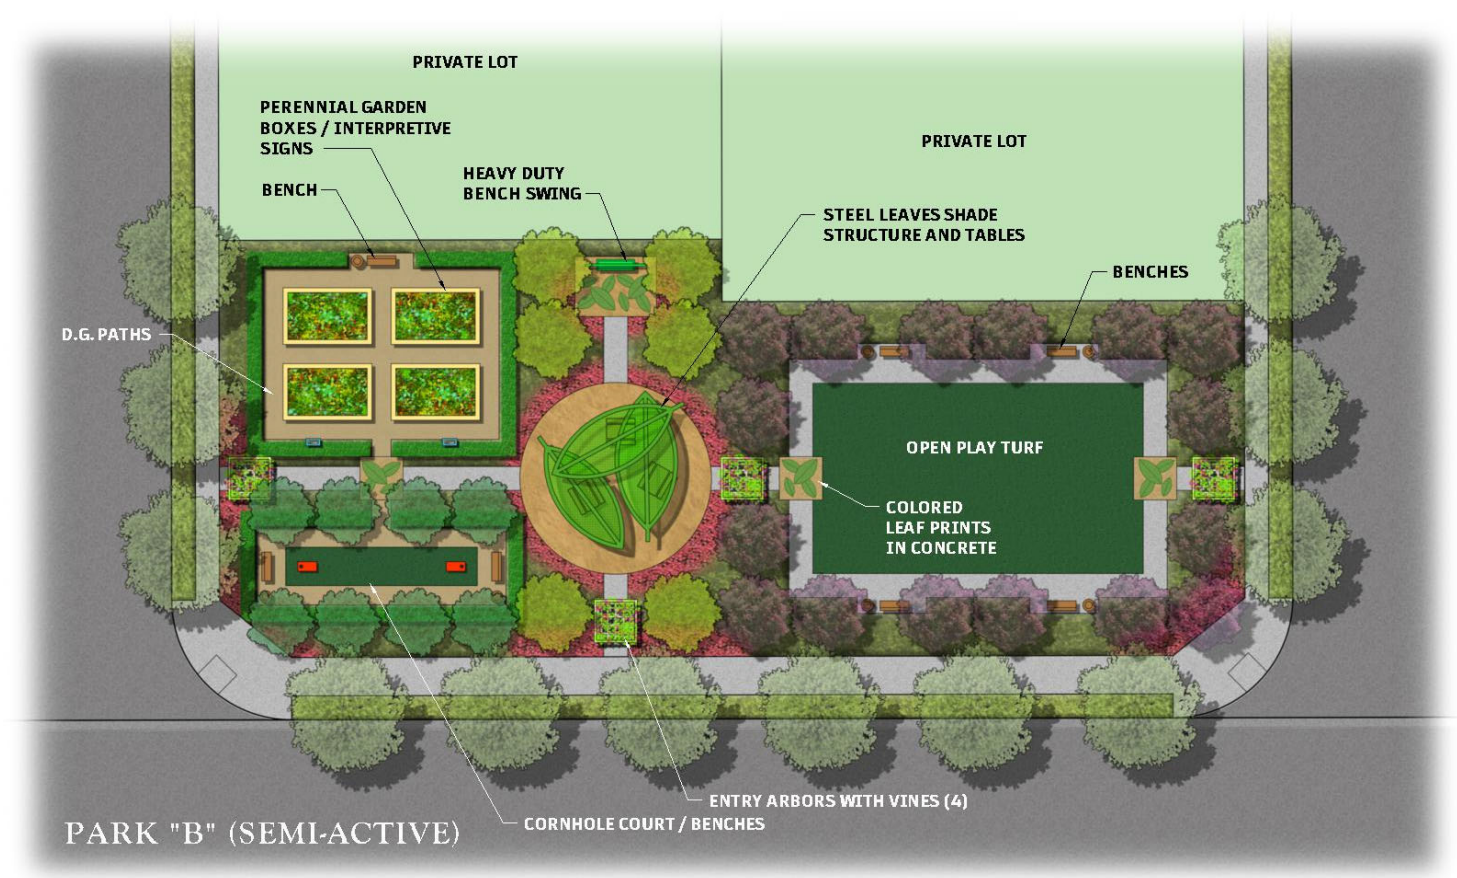 PRIVATE LOT
PERENNIAL GARDEN
BOXES / INTERPRETIVE
SIGNS
BENCH
HEAVY DUTY
BENCH SWING
PRIVATE LOT
STEEL LEAVES SHADE
STRUCTURE AND TABLES
BENCHES
D.G. PATHS
OPEN PLAY TURF
COLORED
LEAF PRINTS
IN CONCRETE
ENTRY ARBORS WITH VINES (4)
CORNHOLE COURT / BENCHES
PARK "B" (SEMI-ACTIVE)